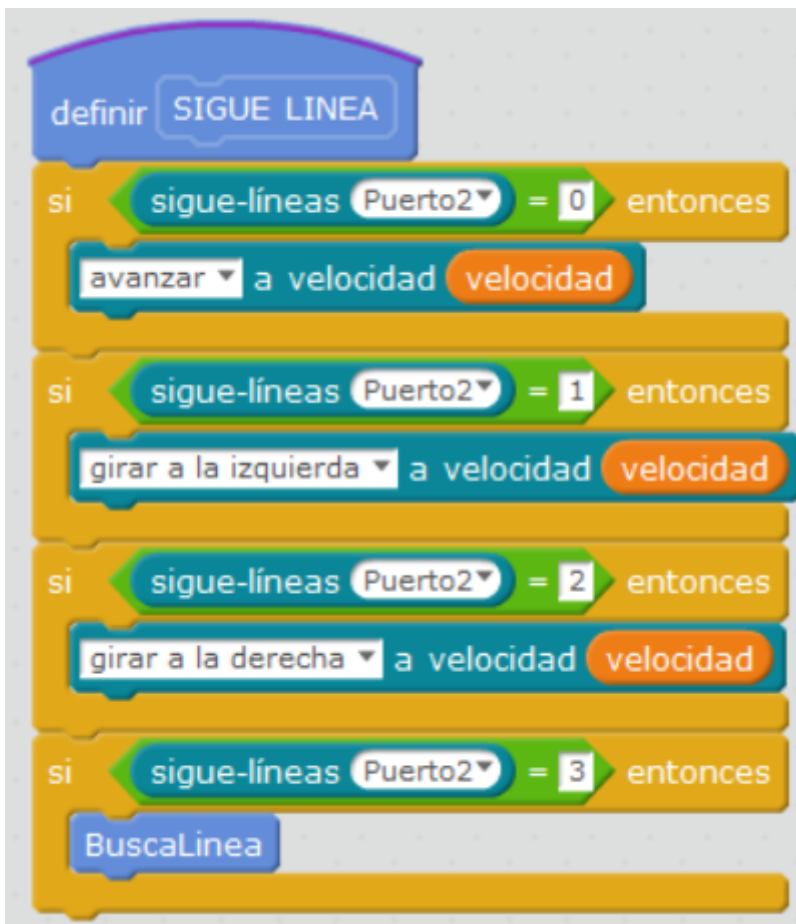 definir SIGUE LINEA
si sigue-líneas Puerto2 = 0 entonces
avanzar a velocidad velocidad
si sigue-líneas Puerto2 = 1 entonces
girar a la izquierda a velocidad velocidad
si sigue-líneas Puerto2 = 2 entonces
girar a la derecha a velocidad velocidad
si sigue-líneas Puerto2 = 3 entonces
BuscaLinea